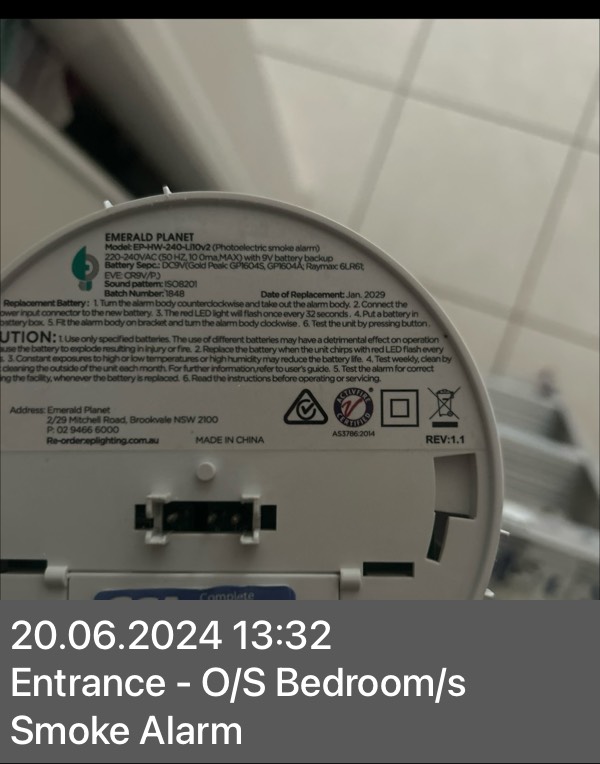 EMERALD PLANET
Model: EP-HW-240-LI10v2 (Photoelectric smoke alarm)
220-240VAC (50 HZ, 10 0ma,MAX) with 9V battery backup
Battery Sepc.: DC9V(Gold Peak: GP1604S, GP1604A; Raymax: 6LR61;
EVE: CR9V/P;)
Sound pattern: ISO8201
Batch Number: 1848 Date of Replacement: Jan. 2029
Replacement Battery : 1. Turn the alarm body counterclockwise and take out the alarm body. 2. Connect the
power input connector to the new battery. 3. The red LED light will flash once every 32 seconds . 4. Put a battery in
battery box. 5. Fit the alarm body on bracket and turn the alarm body clockwise . 6. Test the unit by pressing button.
UTION: 1. Use only specified batteries. The use of different batteries may have a detrimental effect on operation
use the battery to explode resulting in injury or fire. 2. Replace the battery when the unit chirps with red LED flash every
. 3. Constant exposures to high or low temperatures or high humidity may reduce the battery life. 4. Test weekly, clean by
cleaning the outside of the unit each month. For further information,refer to user's guide. 5. Test the alarm for correct
ing the facility, whenever the battery is replaced. 6. Read the instructions before operating or servicing.
Address: Emerald Planet
2/29 Mitchell Road, Brookvale NSW 2100
P: 02 9466 6000
Re-order:eplighting.com.au MADE IN CHINA
ACTIVFIRE
CERTIFIED
AS3786:2014
REV:1.1
Complete
20.06.2024 13:32
Entrance - O/S Bedroom/s
Smoke Alarm